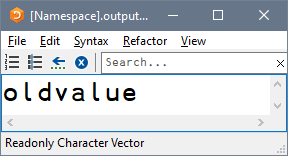 [Namespace].output...
File Edit Syntax Refactor View
Search...
oldvalue
Readonly Character Vector